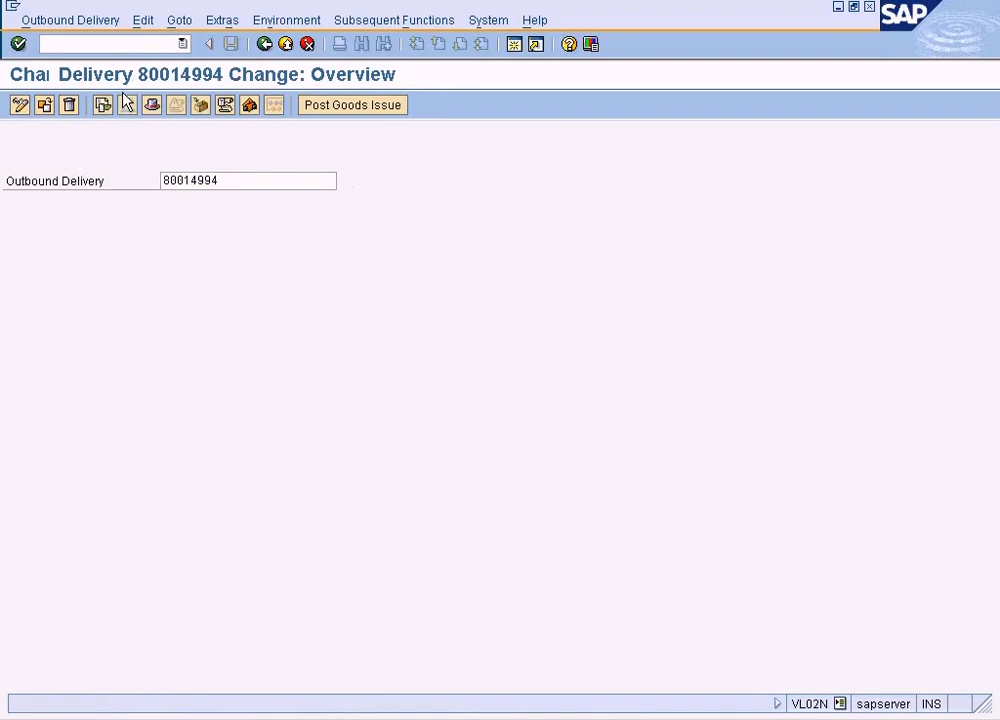 Outbound Delivery Edit Goto Extras Environment Subsequent Functions System Help
SAP
Chai Delivery 80014994 Change: Overview
Post Goods Issue
Outbound Delivery 80014994
VL02N sapserver INS